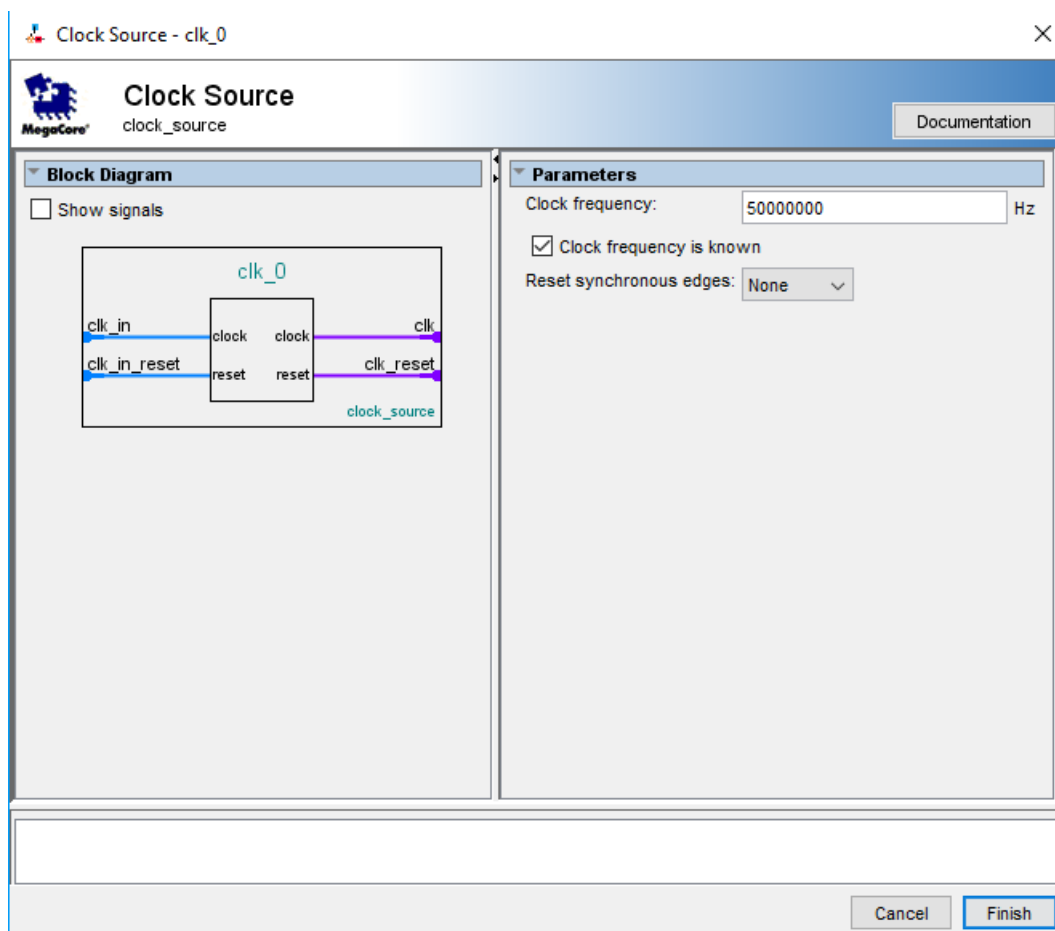 Clock Source - clk_0
MegaCore®
Clock Source
clock_source
Documentation
Block Diagram
Show signals
clk_0
clk_in
clock clock
clk
clk_in_reset
reset reset
clk_reset
clock_source
Parameters
Clock frequency: 50000000 Hz
Clock frequency is known
Reset synchronous edges: None
Cancel Finish